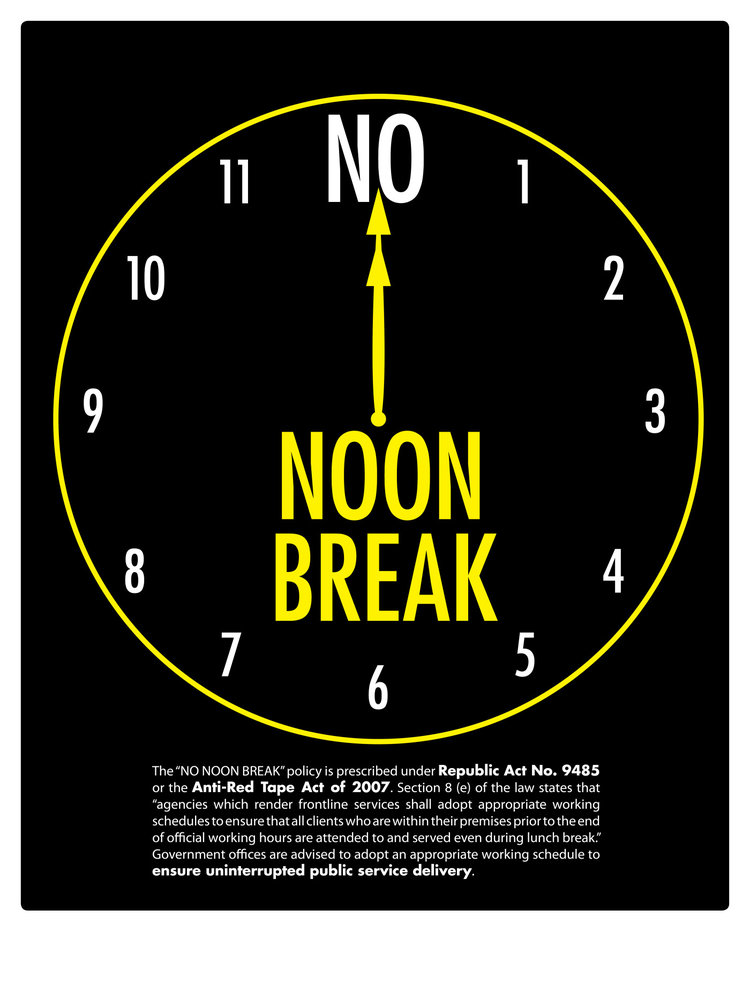 NO
11
1
10
2
9
3
NOON
BREAK
8
4
7
5
6
The “NO NOON BREAK” policy is prescribed under Republic Act No. 9485
or the Anti-Red Tape Act of 2007. Section 8 (e) of the law states that
“agencies which render frontline services shall adopt appropriate working
schedules to ensure that all clients who are within their premises prior to the end
of official working hours are attended to and served even during lunch break.”
Government offices are advised to adopt an appropriate working schedule to
ensure uninterrupted public service delivery.